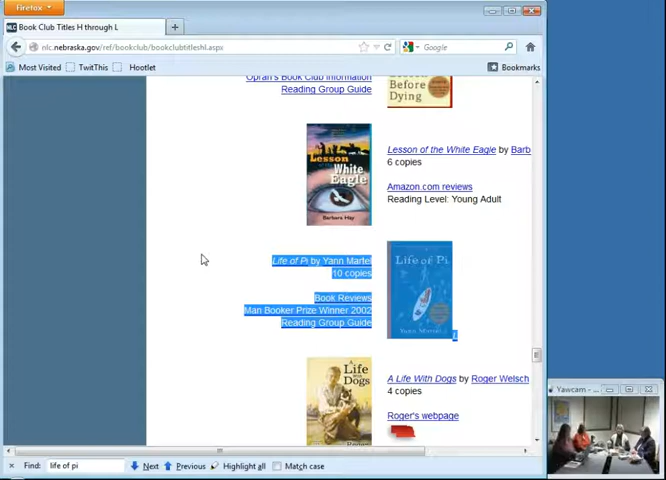 Firefox
Book Club Titles H through L
nlc.nebraska.gov/ref/bookclub/bookclubtitleshl.aspx
Google
Most Visited
TwitThis
Hootlet
Bookmarks
Oprah's Book Club Information
Reading Group Guide
Before
Dying
Lesson
of the
White
Eagle
Barbara Hay
Lesson of the White Eagle by Barb
6 copies
Amazon.com reviews
Reading Level: Young Adult
Life of Pi by Yann Martel
10 copies
Book Reviews
Man Booker Prize Winner 2002
Reading Group Guide
Life of Pi
Yann Martel
A
Life
With
Dogs
A Life With Dogs by Roger Welsch
4 copies
Roger's webpage
Yawcam - ...
Find:
life of pi
Next
Previous
Highlight all
Match case